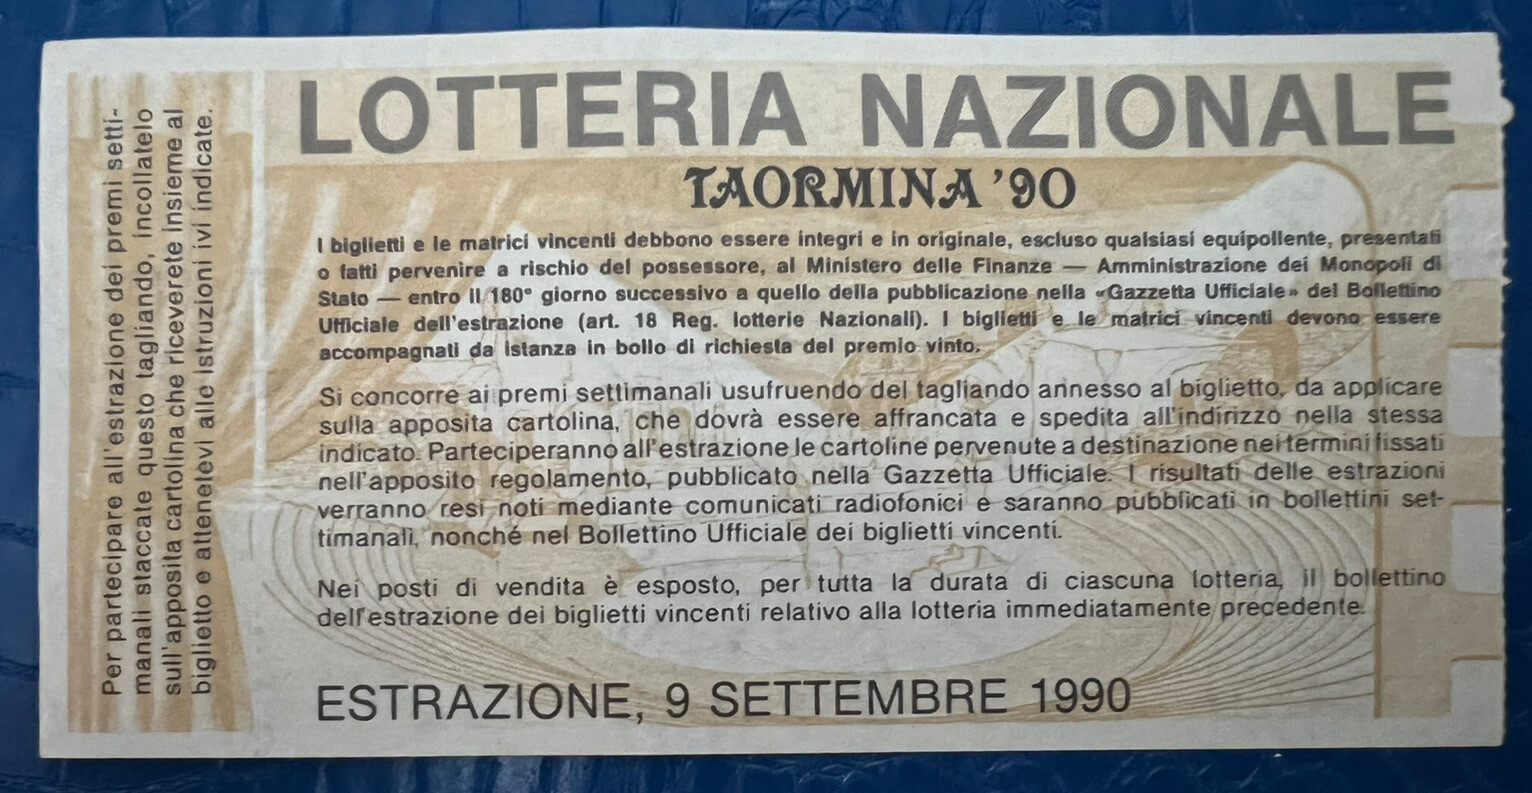 Per partecipare all'estrazione dei premi setti-
manali staccate questo tagliando, incollatelo
sull'apposita cartolina che riceverete insieme al
biglietto e attenetevi alle istruzioni ivi indicate.
LOTTERIA NAZIONALE
TAORMINA '90
I biglietti e le matrici vincenti debbono essere integri e in originale, escluso qualsiasi equipollente, presentati
o fatti pervenire a rischio del possessore, al Ministero delle Finanze — Amministrazione dei Monopoli di
Stato — entro il 180° giorno successivo a quello della pubblicazione nella «Gazzetta Ufficiale» del Bollettino
Ufficiale dell'estrazione (art. 18 Reg. lotterie Nazionali). I biglietti e le matrici vincenti devono essere
accompagnati da istanza in bollo di richiesta del premio vinto.
Si concorre ai premi settimanali usufruendo del tagliando annesso al biglietto, da applicare
sulla apposita cartolina, che dovrà essere affrancata e spedita all'indirizzo nella stessa
indicato. Parteciperanno all'estrazione le cartoline pervenute a destinazione nei termini fissati
nell'apposito regolamento, pubblicato nella Gazzetta Ufficiale. I risultati delle estrazioni
verranno resi noti mediante comunicati radiofonici e saranno pubblicati in bollettini set-
timanali, nonché nel Bollettino Ufficiale dei biglietti vincenti.
Nei posti di vendita è esposto, per tutta la durata di ciascuna lotteria, il bollettino
dell'estrazione dei biglietti vincenti relativo alla lotteria immediatamente precedente.
ESTRAZIONE, 9 SETTEMBRE 1990